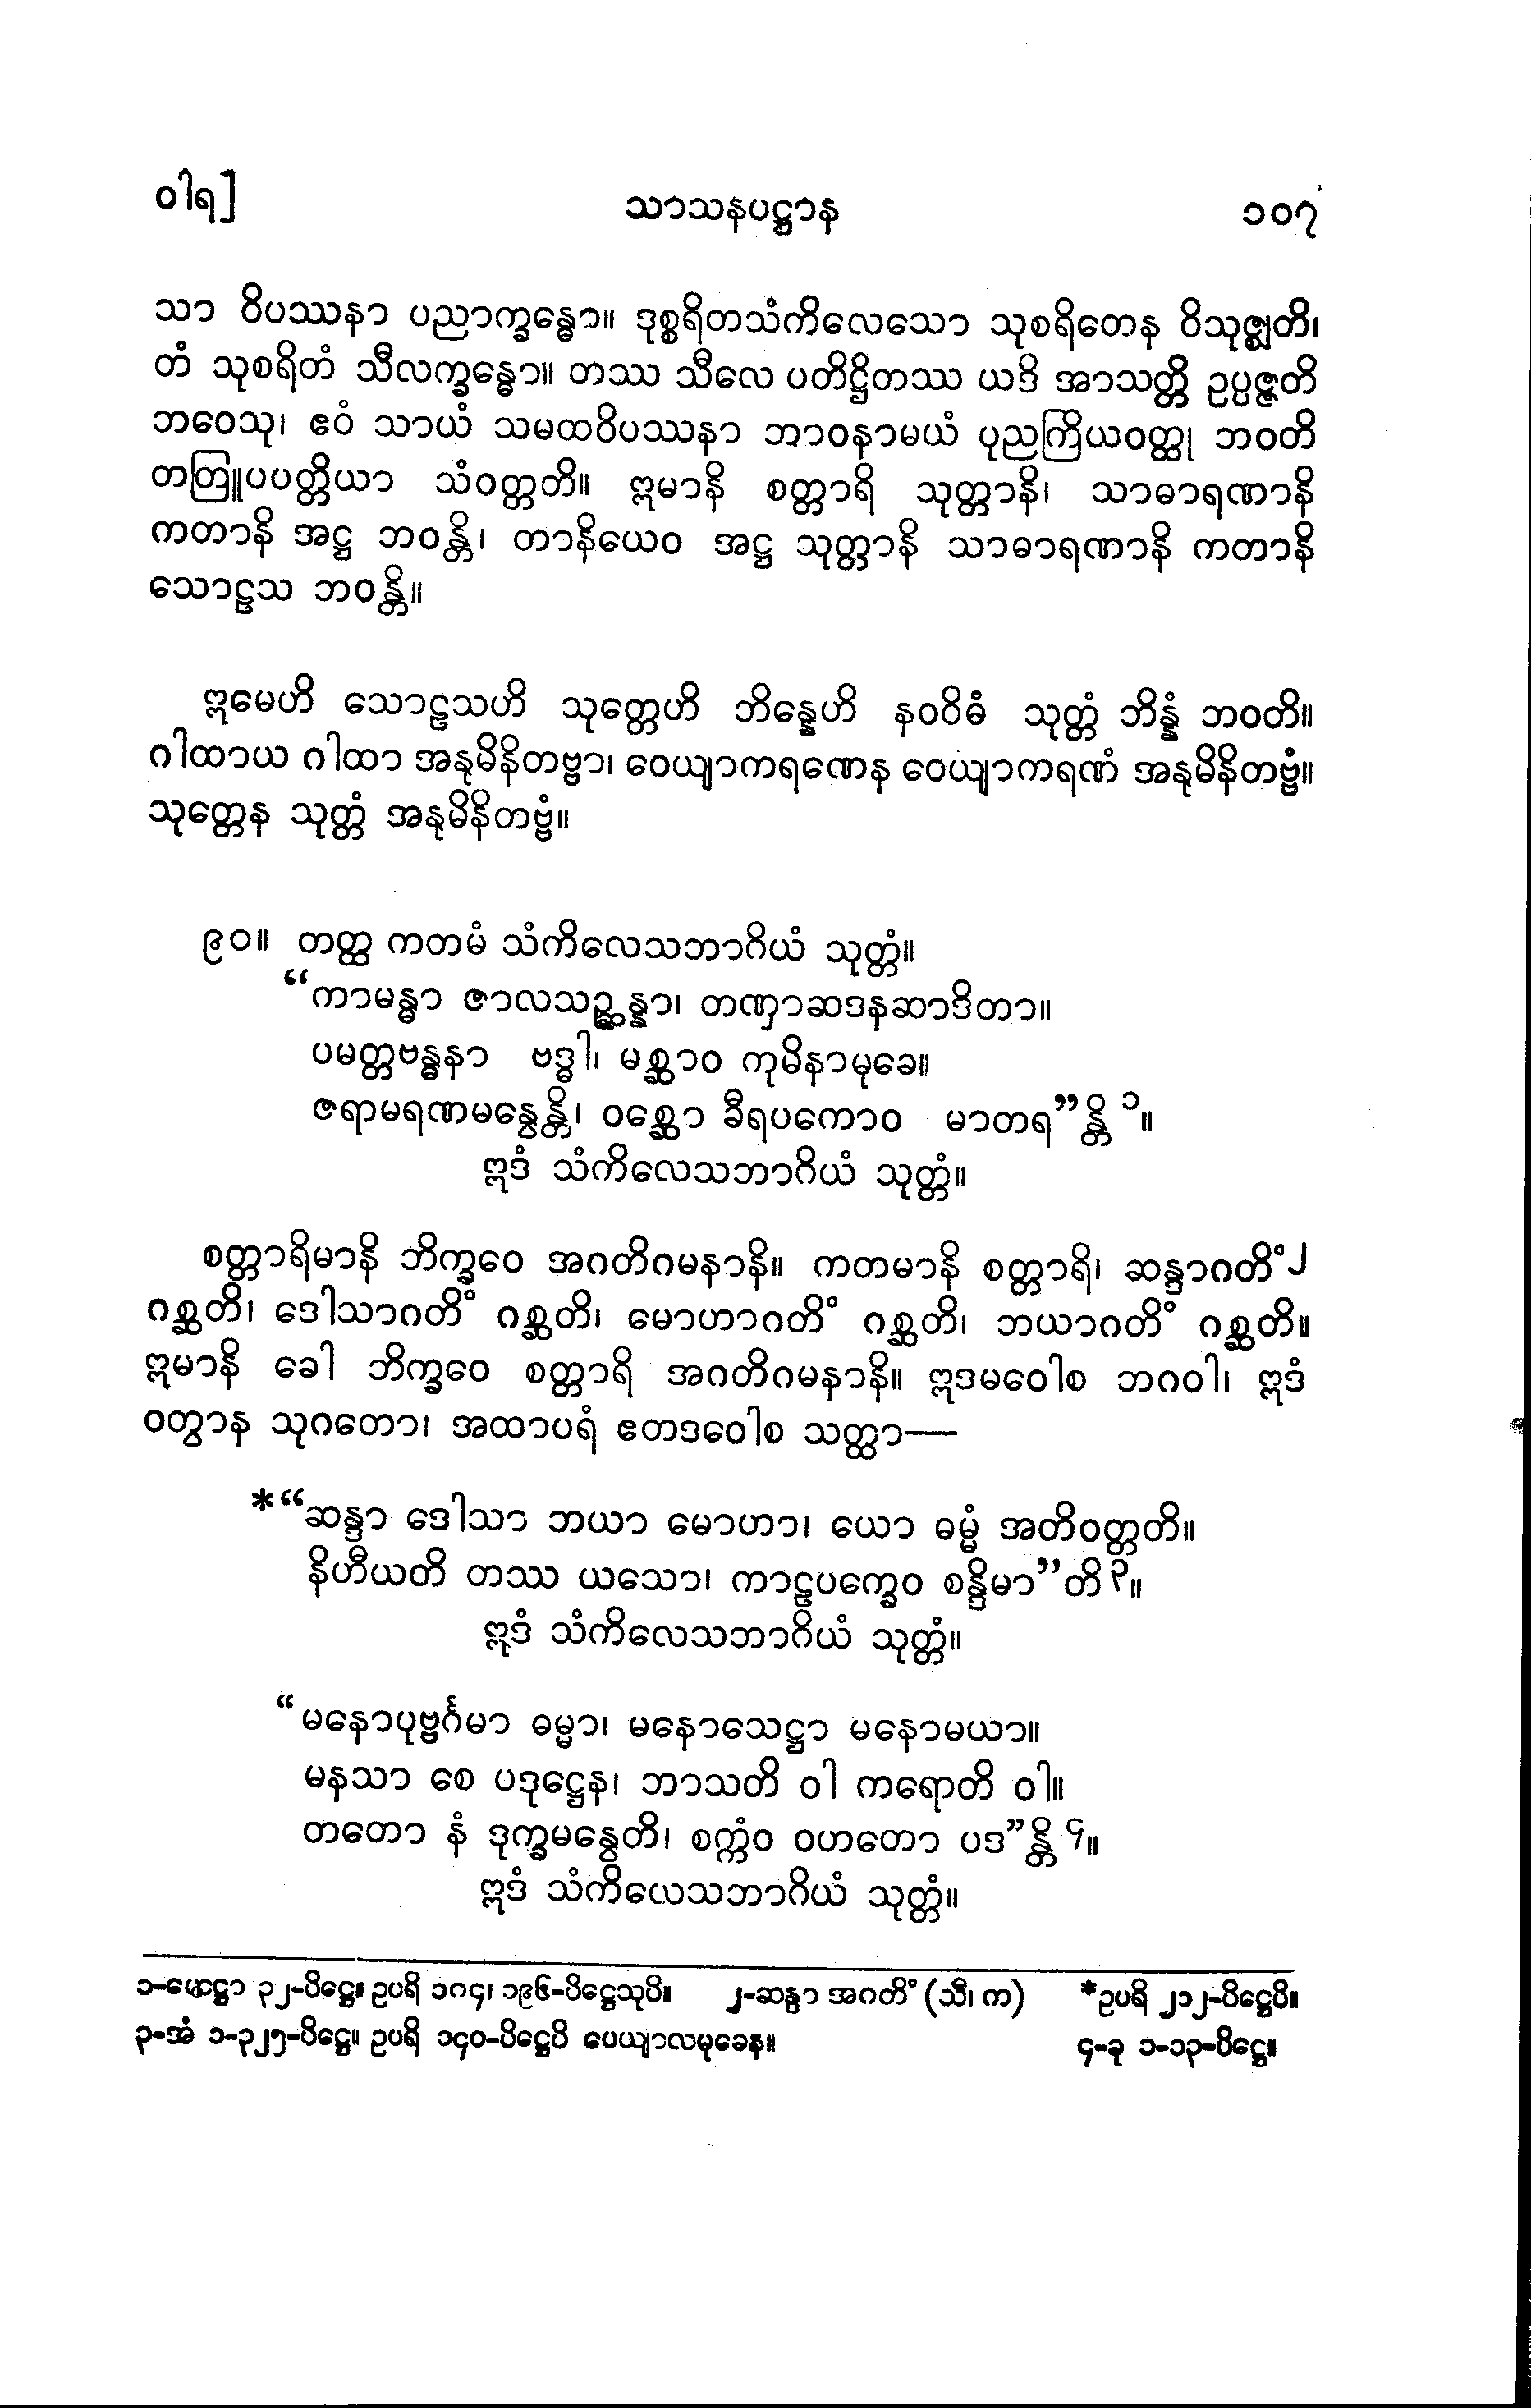 ဝါရ]
သာသနပဋ္ဌာန
၁၀၇
သာ ဝိပဿနာ ပညာက္ခန္ဓော။ ဒုစ္စရိတသံကိလေသော သုစရိတေန ဝိသုဇ္ဈတိ၊
တံ သုစရိတံ သီလက္ခန္ဓော။ တဿ သီလေ ပတိဋ္ဌိတဿ ယဒိ အာသတ္တိ ဥပ္ပဇ္ဇတိ
ဘဝေသု၊ ဧဝံ သာယံ သမထဝိပဿနာ ဘာဝနာမယံ ပုညကြိယဝတ္ထု ဘဝတိ
တတြူပပတ္တိယာ သံဝတ္တတိ။ ဣမာနိ စတ္တာရိ သုတ္တာနိ၊ သာဓာရဏာနိ
ကတာနိ အဋ္ဌ ဘဝန္တိ၊ တာနိယေဝ အဋ္ဌ သုတ္တာနိ သာဓာရဏာနိ ကတာနိ
သောဠသ ဘဝန္တိ။
ဣမေဟိ သောဠသဟိ သုတ္တေဟိ ဘိန္နေဟိ နဝဝိဓံ သုတ္တံ ဘိန္နံ ဘဝတိ။
ဂါထာယ ဂါထာ အနုမိနိတဗ္ဗာ၊ ဝေယျာကရဏေန ဝေယျာကရဏံ အနုမိနိတဗ္ဗံ။
သုတ္တေန သုတ္တံ အနုမိနိတဗ္ဗံ။
၉၀။ တတ္ထ ကတမံ သံကိလေသဘာဂိယံ သုတ္တံ။
“ကာမန္ဓာ ဇာလသဉ္ဆန္နာ၊ တဏှာဆဒနဆာဒိတာ။
ပမတ္တဗန္ဓနာ ဗဒ္ဓါ၊ မစ္ဆာဝ ကုမိနာမုခေ။
ဇရာမရဏမန္ဝေန္တိ၊ ဝစ္ဆော ခီရပကောဝ မာတရ”န္တိ ၁။
ဣဒံ သံကိလေသဘာဂိယံ သုတ္တံ။
စတ္တာရိမာနိ ဘိက္ခဝေ အဂတိဂမနာနိ။ ကတမာနိ စတ္တာရိ၊ ဆန္ဒာဂတိံ ၂
ဂစ္ဆတိ၊ ဒေါသာဂတိံ ဂစ္ဆတိ၊ မောဟာဂတိံ ဂစ္ဆတိ၊ ဘယာဂတိံ ဂစ္ဆတိ။
ဣမာနိ ခေါ ဘိက္ခဝေ စတ္တာရိ အဂတိဂမနာနိ။ ဣဒမဝေါစ ဘဂဝါ၊ ဣဒံ
ဝတွာန သုဂတော၊ အထာပရံ ဧတဒဝေါစ သတ္ထာ—
*“ဆန္ဒာ ဒေါသာ ဘယာ မောဟာ၊ ယော ဓမ္မံ အတိဝတ္တတိ။
နိဟီယတိ တဿ ယသော၊ ကာဠပက္ခေဝ စန္ဒိမာ”တိ ၃။
ဣဒံ သံကိလေသဘာဂိယံ သုတ္တံ။
“မနောပုဗ္ဗင်္ဂမာ ဓမ္မာ၊ မနောသေဋ္ဌာ မနောမယာ။
မနသာ စေ ပဒုဋ္ဌေန၊ ဘာသတိ ဝါ ကရောတိ ဝါ။
တတော နံ ဒုက္ခမန္ဝေတိ၊ စက္ကံဝ ဝဟတော ပဒ”န္တိ ၄။
ဣဒံ သံကိလေသဘာဂိယံ သုတ္တံ။
၃၂-ပိဋ္ဌေ။ ဥပရိ ၁၈၄၊ ၁၉၆-ပိဋ္ဌေသုပိ။ ၂-ဆန္ဒာ အဂတိံ (သီ၊ က) *ဥပရိ ၂၁၂-ပိဋ္ဌေပိ။
၃-အံ ၁-၃၂၅-ပိဋ္ဌေ။ ဥပရိ ၁၄၀-ပိဋ္ဌေပိ ပေယျာလမုခေန။ ၄-ခု ၁-၁၃-ပိဋ္ဌေ။